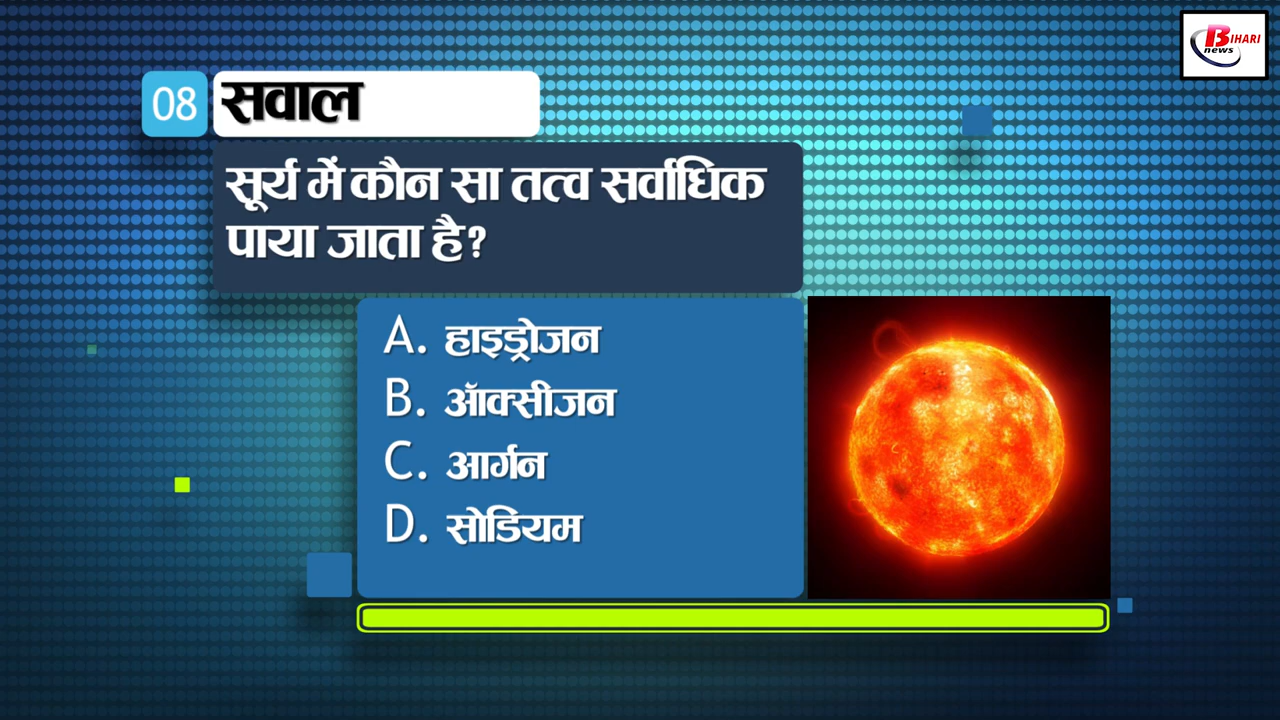 BIHARI
news
08 सवाल
सूर्य में कौन सा तत्व सर्वाधिक
पाया जाता है?
A. हाइड्रोजन
B. ऑक्सीजन
C. आर्गन
D. सोडियम